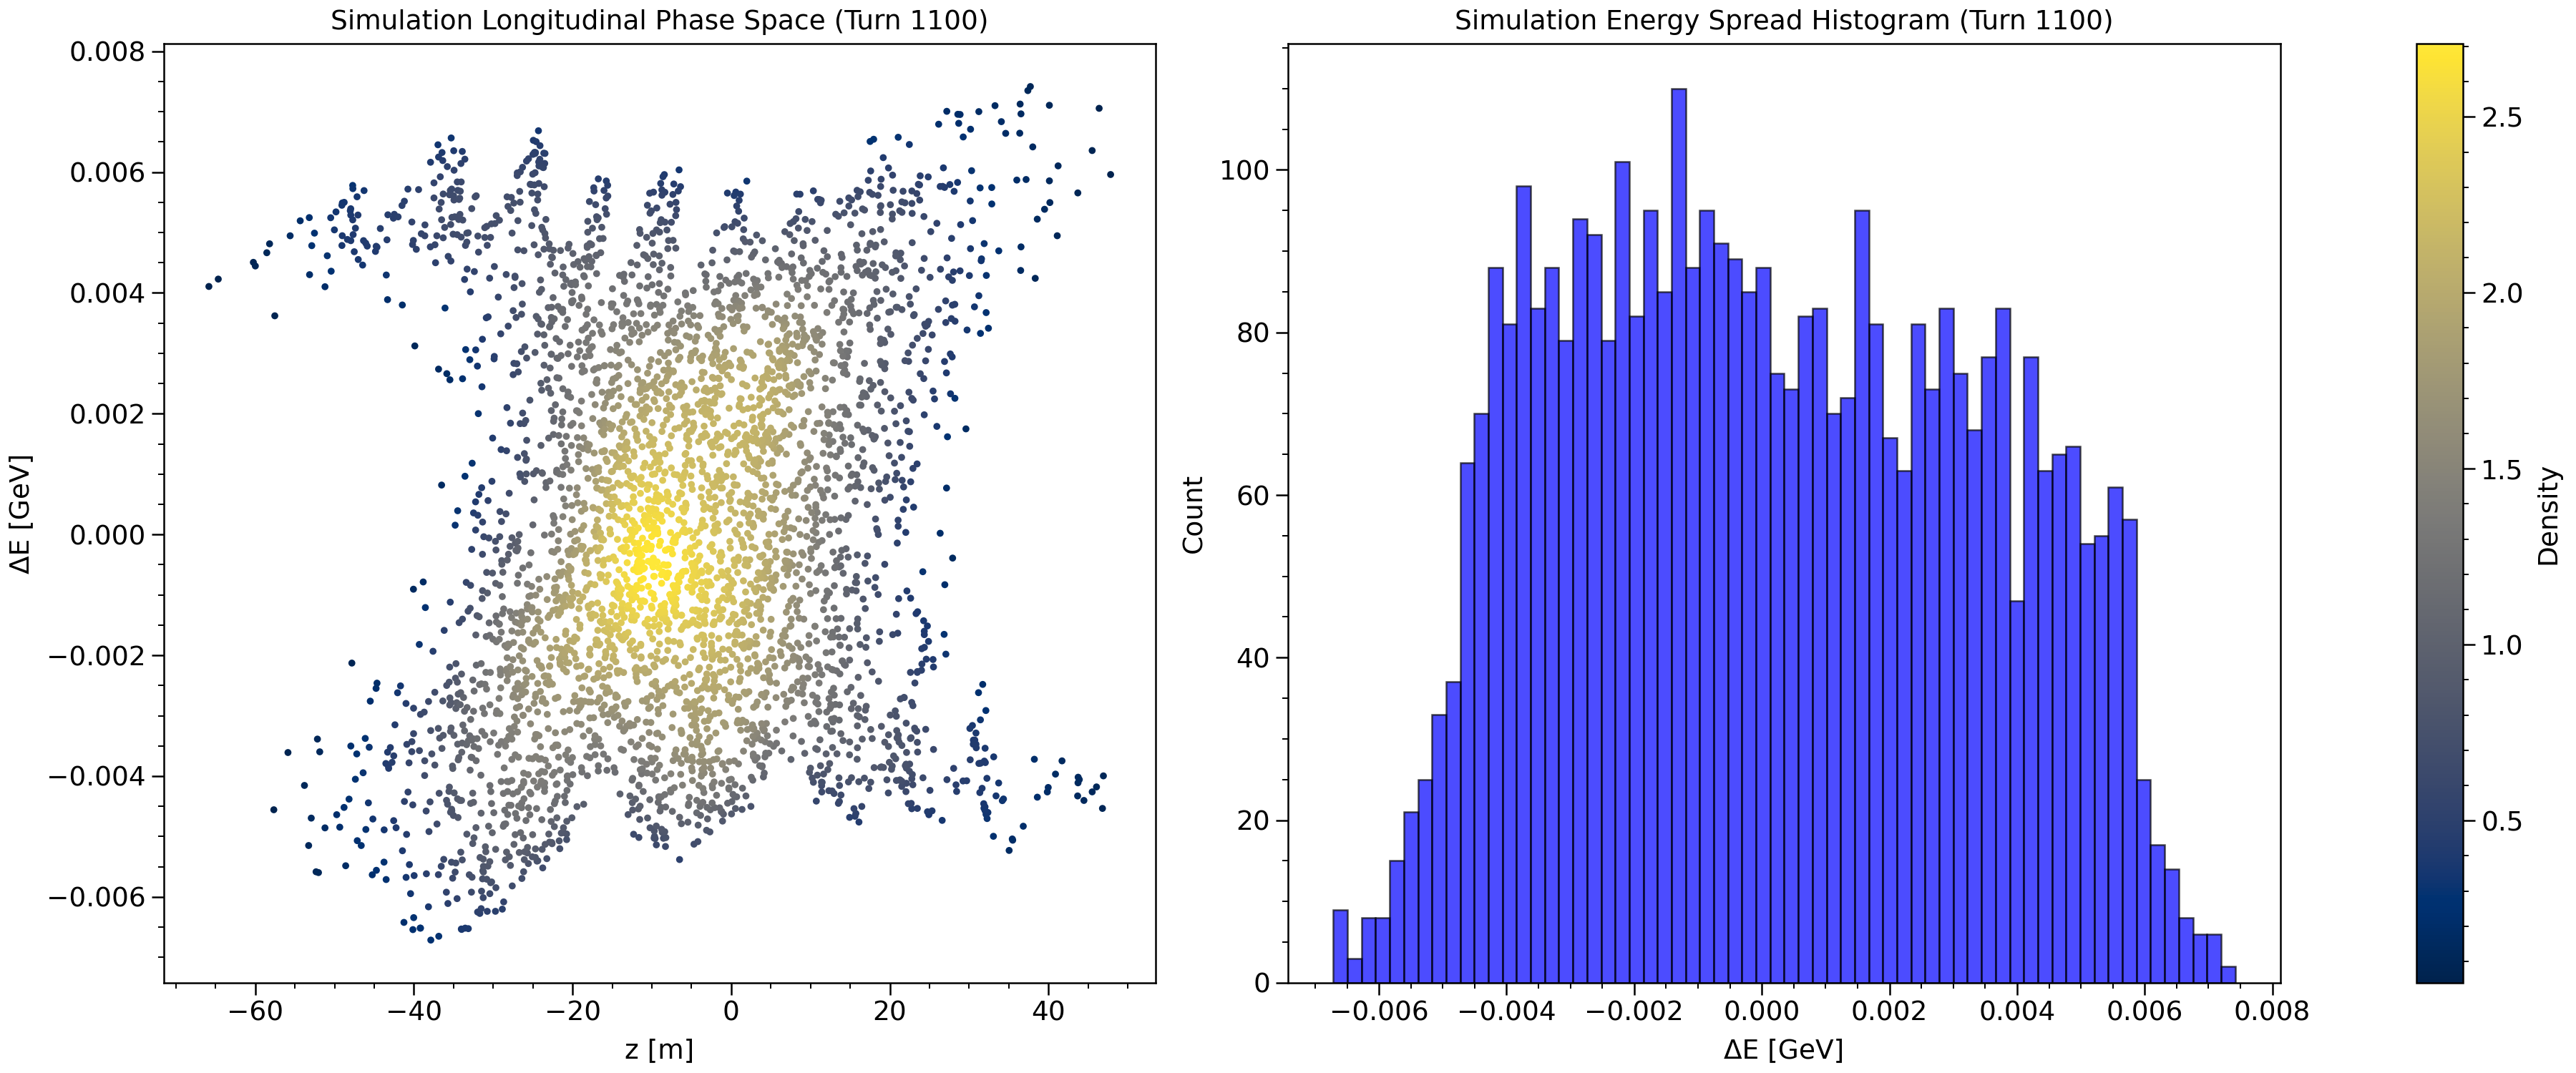 Simulation Longitudinal Phase Space (Turn 1100)
0.008
0.006
0.004
0.002
0.000
−0.002
−0.004
−0.006
ΔE [GeV]
−60 −40 −20 0 20 40
z [m]
Simulation Energy Spread Histogram (Turn 1100)
100
80
60
40
20
0
Count
−0.006 −0.004 −0.002 0.000 0.002 0.004 0.006 0.008
ΔE [GeV]
2.5
2.0
1.5
1.0
0.5
Density